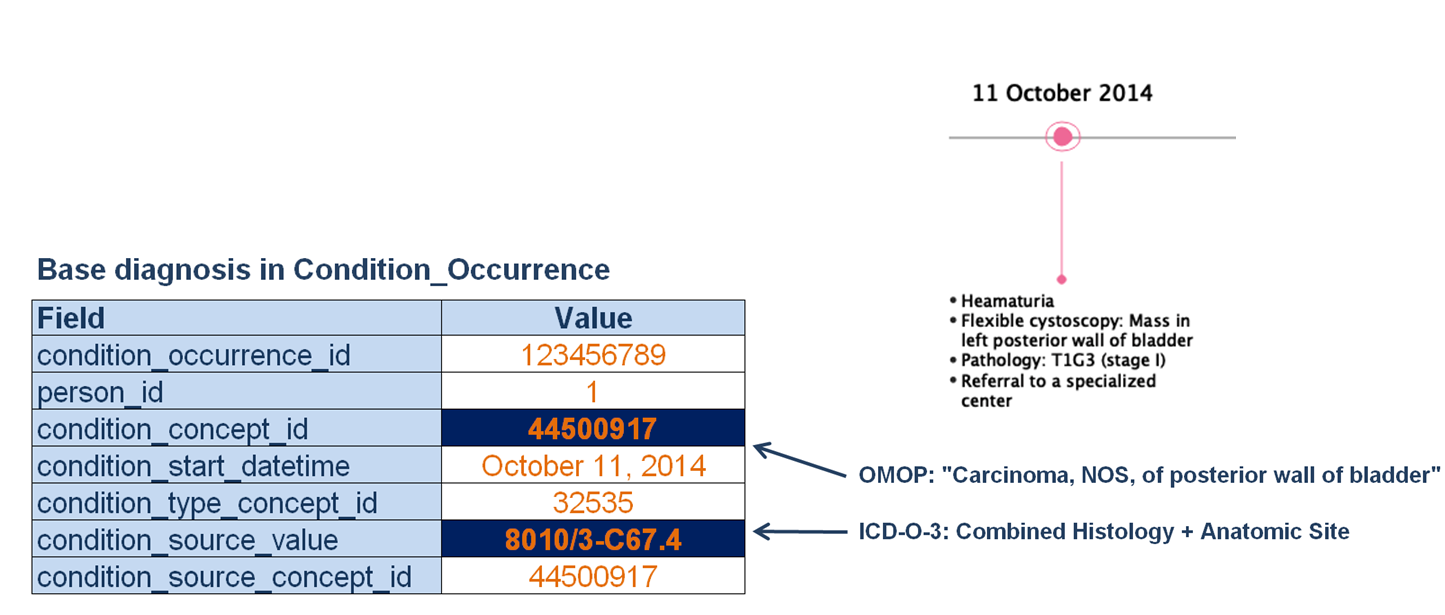 11 October 2014
• Heamaturia
• Flexible cystoscopy: Mass in
left posterior wall of bladder
• Pathology: T1G3 (stage I)
• Referral to a specialized
center
Base diagnosis in Condition_Occurrence
Field Value
condition_occurrence_id 123456789
person_id 1
condition_concept_id 44500917
condition_start_datetime October 11, 2014
condition_type_concept_id 32535
condition_source_value 8010/3-C67.4
condition_source_concept_id 44500917
OMOP: "Carcinoma, NOS, of posterior wall of bladder"
ICD-O-3: Combined Histology + Anatomic Site